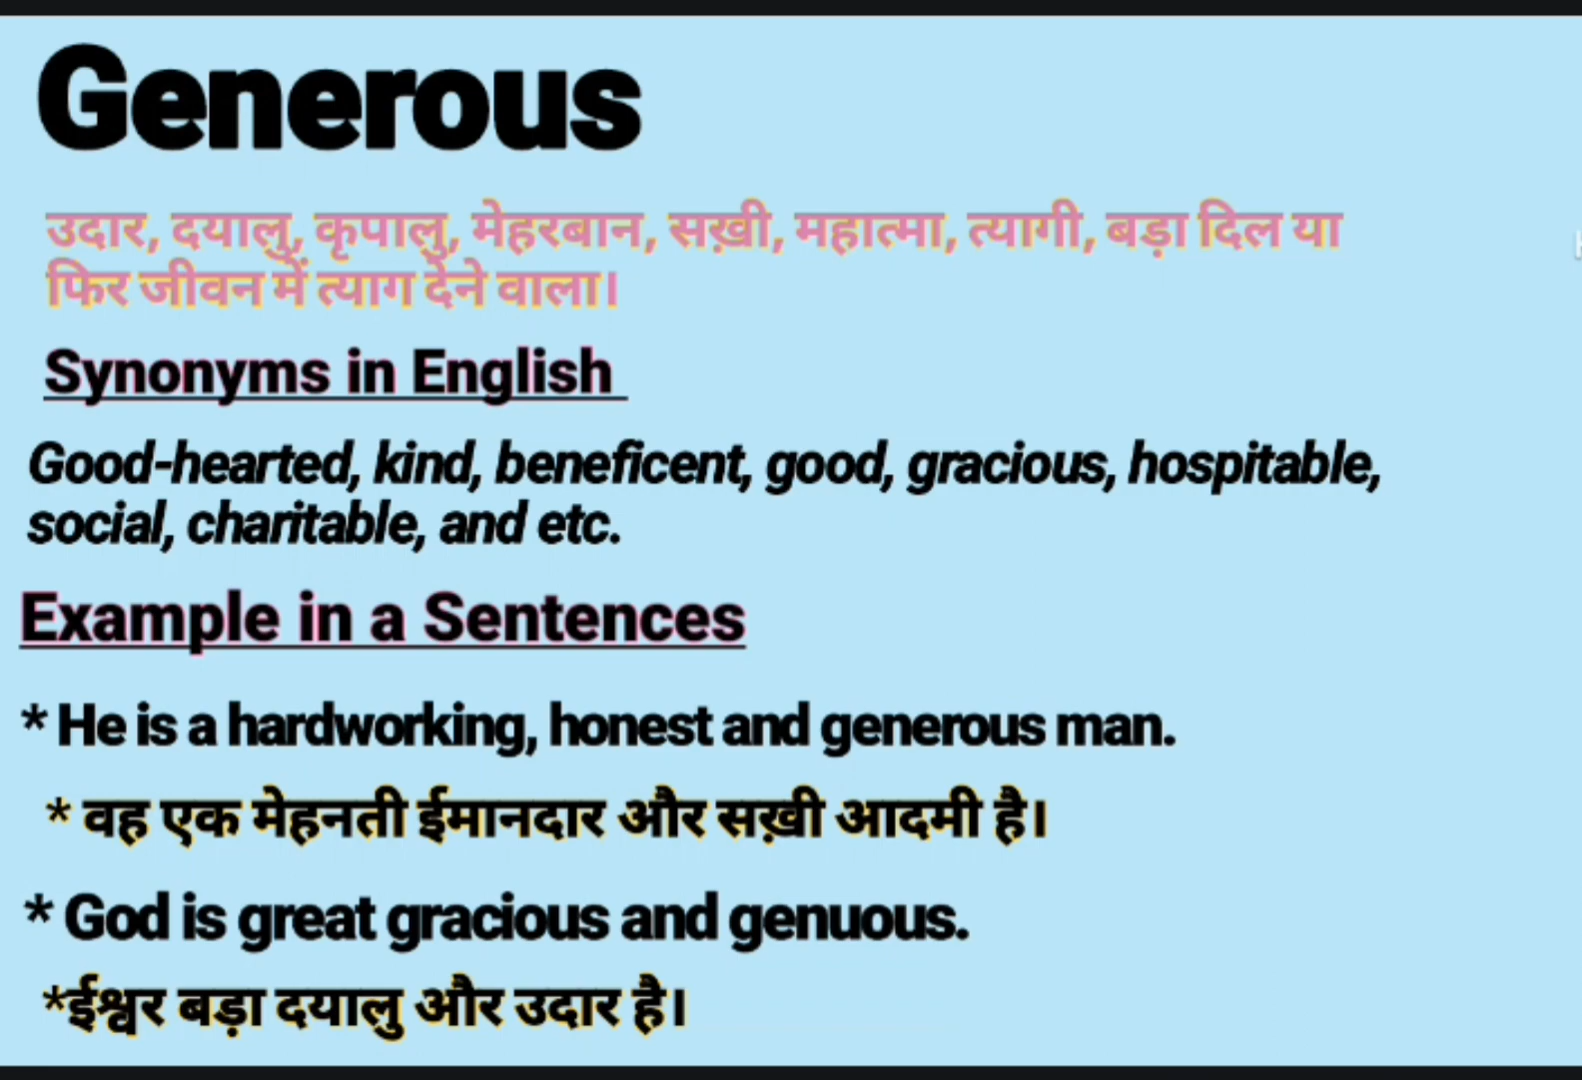 Generous
उदार, दयालु, कृपालु, मेहरबान, सख़ी, महात्मा, त्यागी, बड़ा दिल या
फिर जीवन में त्याग देने वाला।
Synonyms in English
Good-hearted, kind, beneficent, good, gracious, hospitable,
social, charitable, and etc.
Example in a Sentences
* He is a hardworking, honest and generous man.
* वह एक मेहनती ईमानदार और सख़ी आदमी है।
* God is great gracious and genuous.
*ईश्वर बड़ा दयालु और उदार है।